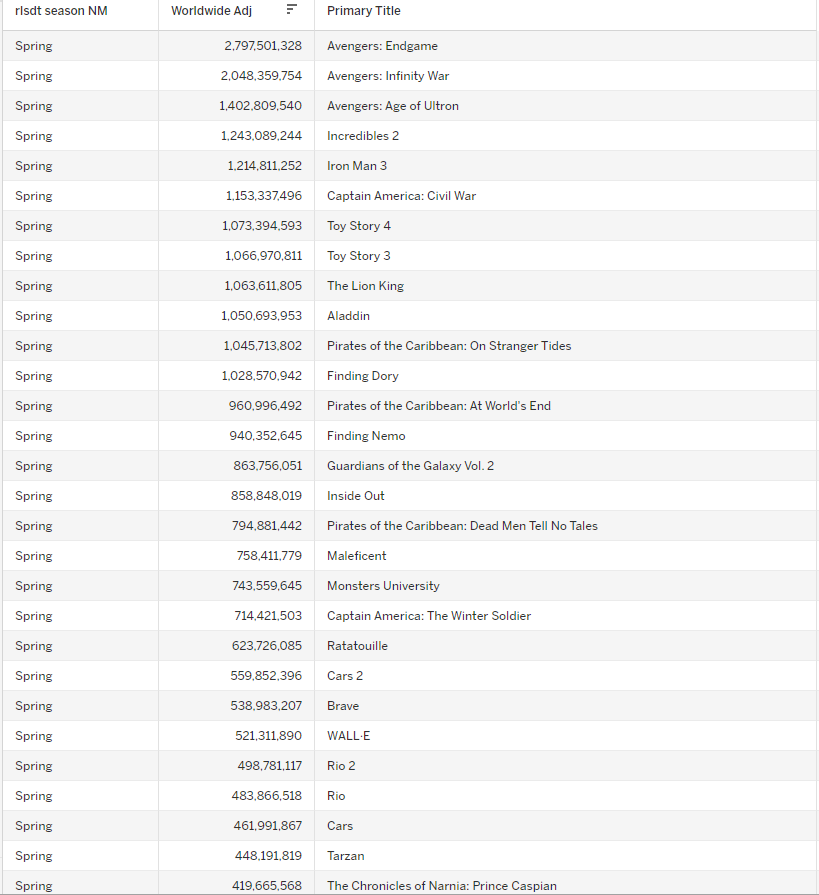 rlsdt season NM Worldwide Adj Primary Title
Spring 2,797,501,328 Avengers: Endgame
Spring 2,048,359,754 Avengers: Infinity War
Spring 1,402,809,540 Avengers: Age of Ultron
Spring 1,243,089,244 Incredibles 2
Spring 1,214,811,252 Iron Man 3
Spring 1,153,337,496 Captain America: Civil War
Spring 1,073,394,593 Toy Story 4
Spring 1,066,970,811 Toy Story 3
Spring 1,063,611,805 The Lion King
Spring 1,050,693,953 Aladdin
Spring 1,045,713,802 Pirates of the Caribbean: On Stranger Tides
Spring 1,028,570,942 Finding Dory
Spring 960,996,492 Pirates of the Caribbean: At World's End
Spring 940,352,645 Finding Nemo
Spring 863,756,051 Guardians of the Galaxy Vol. 2
Spring 858,848,019 Inside Out
Spring 794,881,442 Pirates of the Caribbean: Dead Men Tell No Tales
Spring 758,411,779 Maleficent
Spring 743,559,645 Monsters University
Spring 714,421,503 Captain America: The Winter Soldier
Spring 623,726,085 Ratatouille
Spring 559,852,396 Cars 2
Spring 538,983,207 Brave
Spring 521,311,890 WALL·E
Spring 498,781,117 Rio 2
Spring 483,866,518 Rio
Spring 461,991,867 Cars
Spring 448,191,819 Tarzan
Spring 419,665,568 The Chronicles of Narnia: Prince Caspian